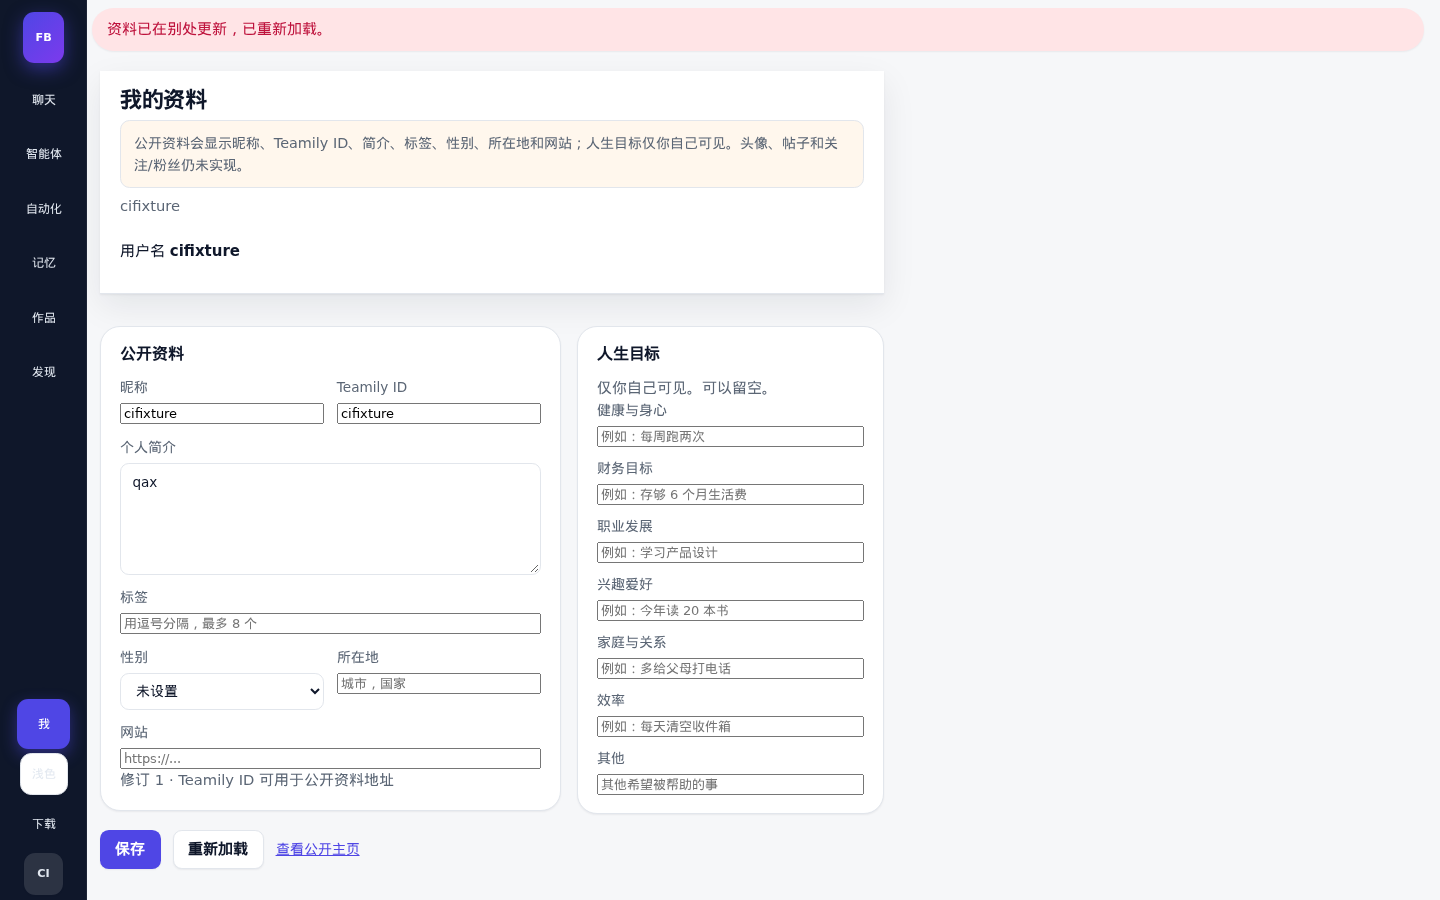 FB
聊天
智能体
自动化
记忆
作品
发现
我
浅色
下载
CI
资料已在别处更新，已重新加载。
我的资料
公开资料会显示昵称、Teamily ID、简介、标签、性别、所在地和网站；人生目标仅你自己可见。头像、帖子和关
注/粉丝仍未实现。
cifixture
用户名 cifixture
公开资料
昵称
Teamily ID
cifixture
cifixture
个人简介
qax
标签
用逗号分隔，最多 8 个
性别
所在地
未设置
城市，国家
网站
https://...
修订 1 · Teamily ID 可用于公开资料地址
人生目标
仅你自己可见。可以留空。
健康与身心
例如：每周跑两次
财务目标
例如：存够 6 个月生活费
职业发展
例如：学习产品设计
兴趣爱好
例如：今年读 20 本书
家庭与关系
例如：多给父母打电话
效率
例如：每天清空收件箱
其他
其他希望被帮助的事
保存
重新加载
查看公开主页